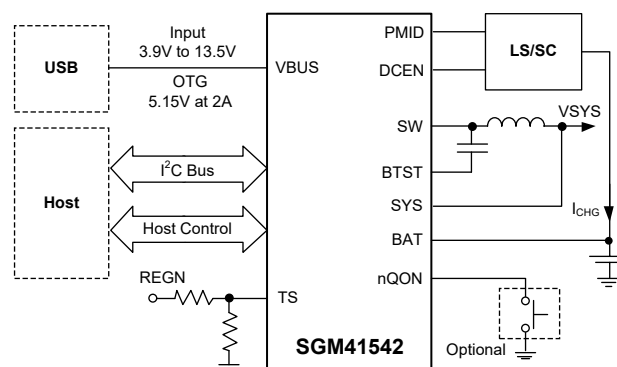 USB
Input
3.9V to 13.5V
OTG
5.15V at 2A
VBUS
PMID
DCEN
LS/SC
SW
VSYS
BTST
SYS
ICHG
BAT
nQON
Host
I2C Bus
Host Control
REGN
TS
SGM41542
Optional